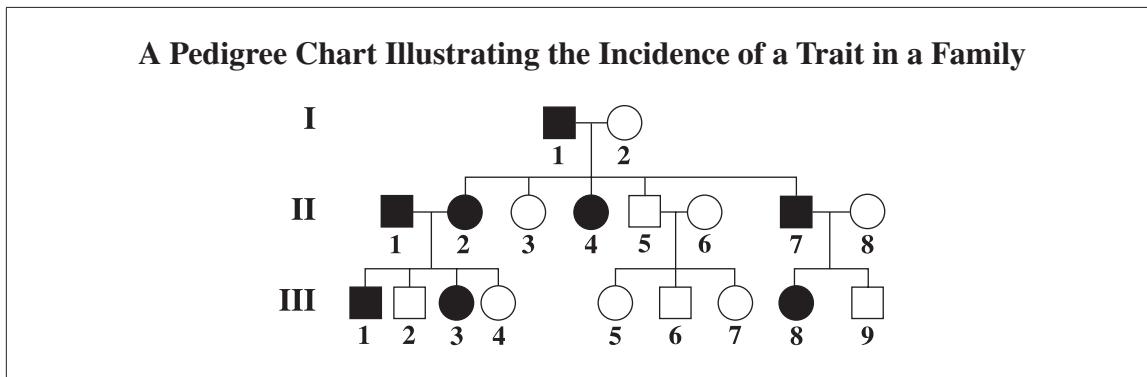 A Pedigree Chart Illustrating the Incidence of a Trait in a Family
I
1 2
II
1 2 3 4 5 6 7 8
III
1 2 3 4 5 6 7 8 9